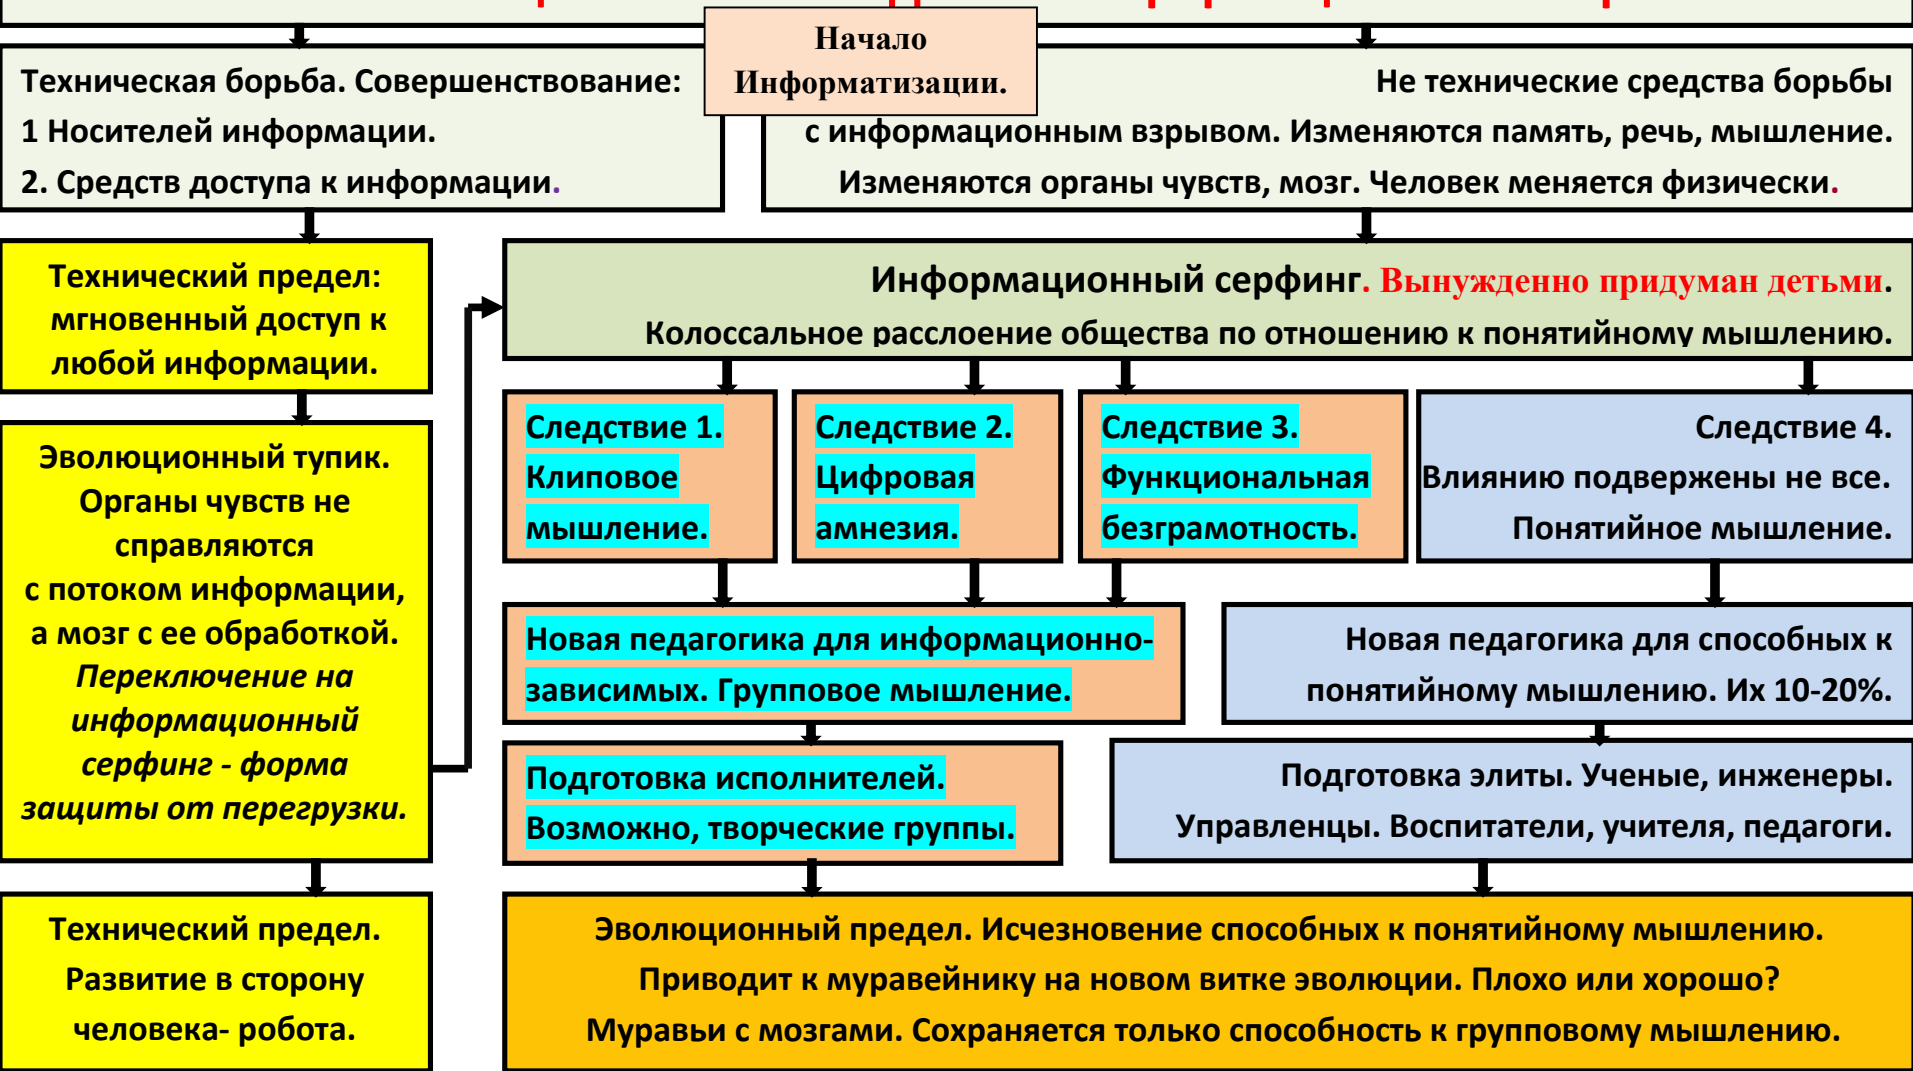 Начало
Информатизации.
Техническая борьба. Совершенствование:
1 Носителей информации.
2. Средств доступа к информации.
Не технические средства борьбы
с информационным взрывом. Изменяются память, речь, мышление.
Изменяются органы чувств, мозг. Человек меняется физически.
Технический предел:
мгновенный доступ к
любой информации.
Информационный серфинг. Вынужденно придуман детьми.
Колоссальное расслоение общества по отношению к понятийному мышлению.
Эволюционный тупик.
Органы чувств не
справляются
с потоком информации,
а мозг с ее обработкой.
Переключение на
информационный
серфинг - форма
защиты от перегрузки.
Следствие 1.
Клиповое
мышление.
Следствие 2.
Цифровая
амнезия.
Следствие 3.
Функциональная
безграмотность.
Следствие 4.
Влиянию подвержены не все.
Понятийное мышление.
Новая педагогика для информационно-
зависимых. Групповое мышление.
Новая педагогика для способных к
понятийному мышлению. Их 10-20%.
Подготовка исполнителей.
Возможно, творческие группы.
Подготовка элиты. Ученые, инженеры.
Управленцы. Воспитатели, учителя, педагоги.
Технический предел.
Развитие в сторону
человека- робота.
Эволюционный предел. Исчезновение способных к понятийному мышлению.
Приводит к муравейнику на новом витке эволюции. Плохо или хорошо?
Муравьи с мозгами. Сохраняется только способность к групповому мышлению.